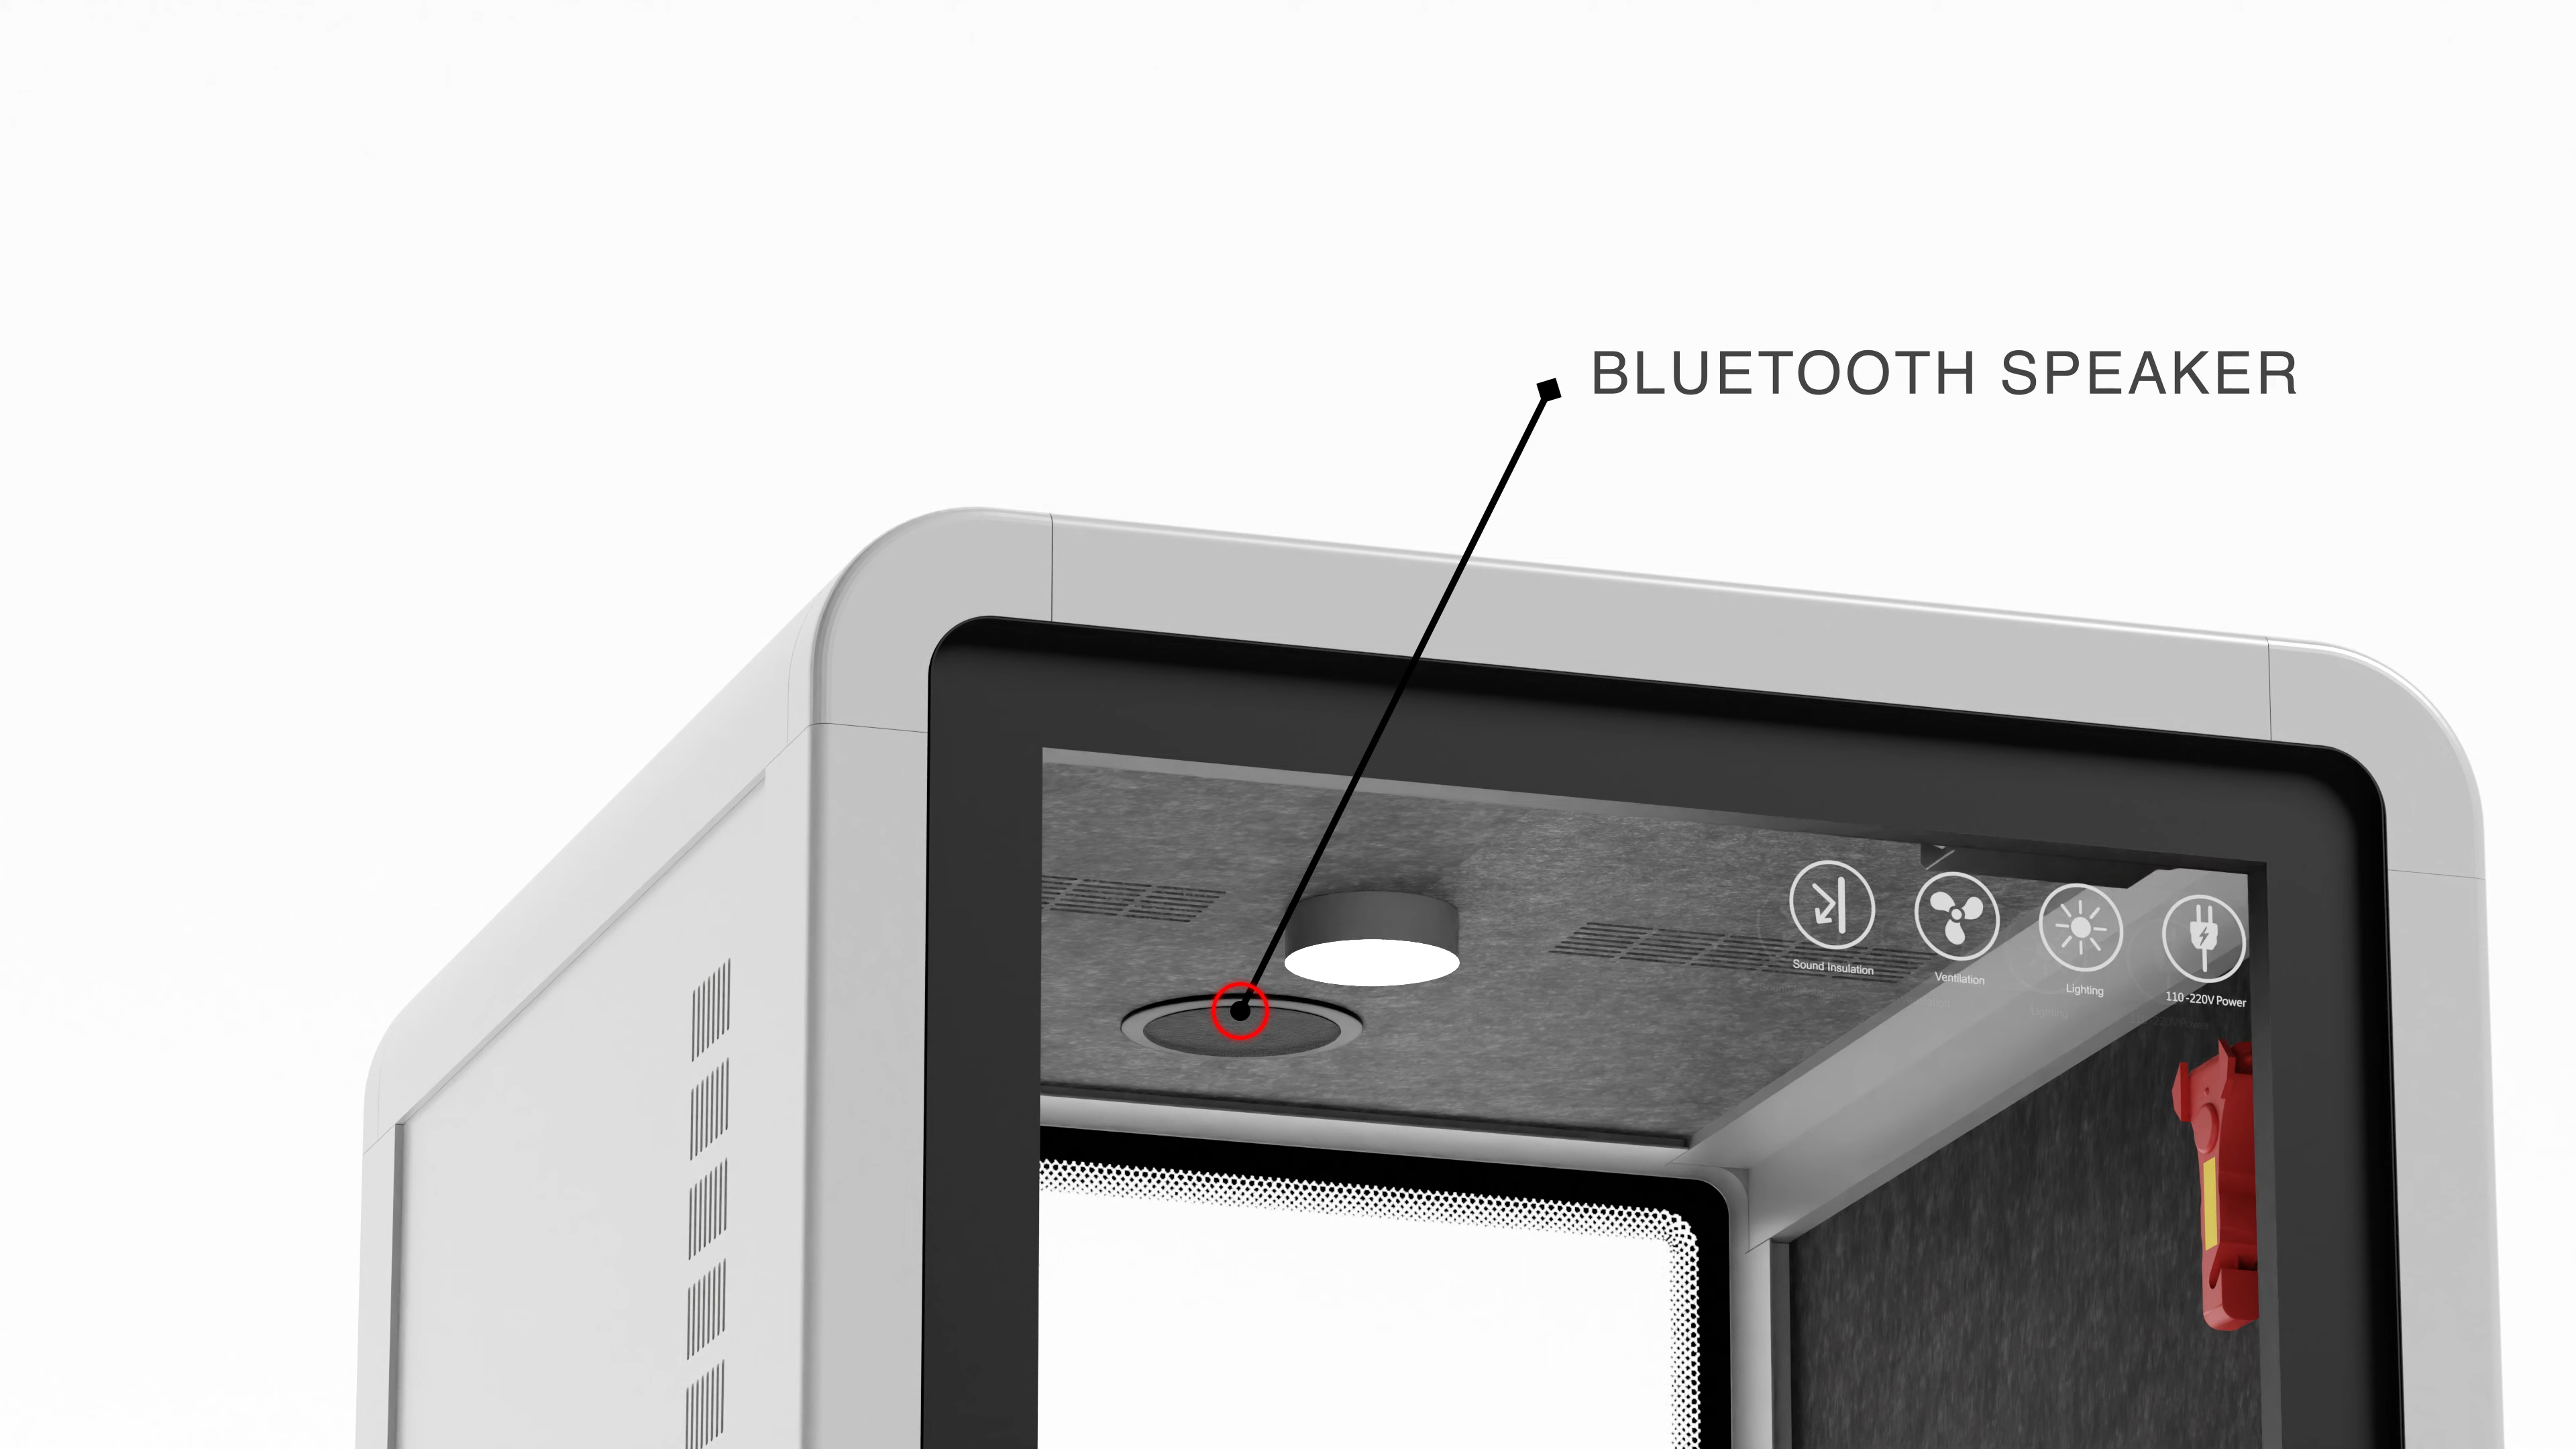 BLUETOOTH SPEAKER
Sound Insulation
Ventilation
Lighting
110-220V Power